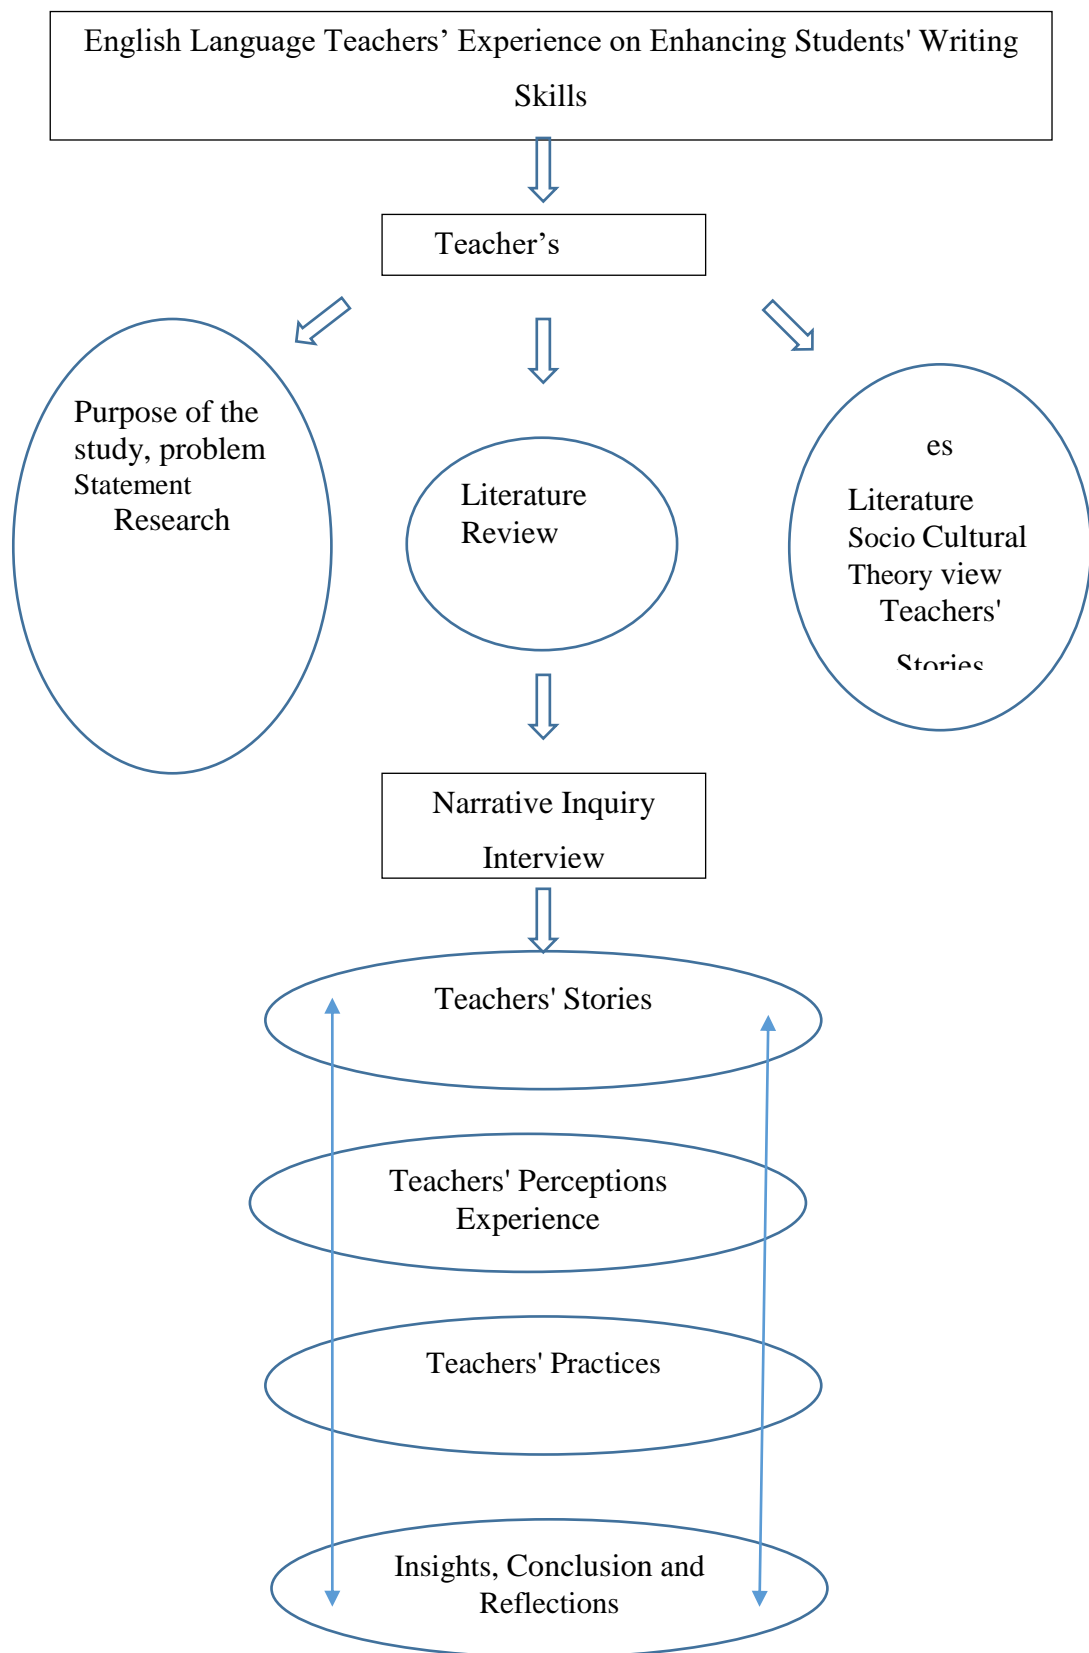 English Language Teachers’ Experience on Enhancing Students' Writing
Skills
Teacher’s
Purpose of the
study, problem
Statement
Research
Literature
Review
es
Literature
Socio Cultural
Theory view
Teachers'
Stories
Narrative Inquiry
Interview
Teachers' Stories
Teachers' Perceptions
Experience
Teachers' Practices
Insights, Conclusion and
Reflections